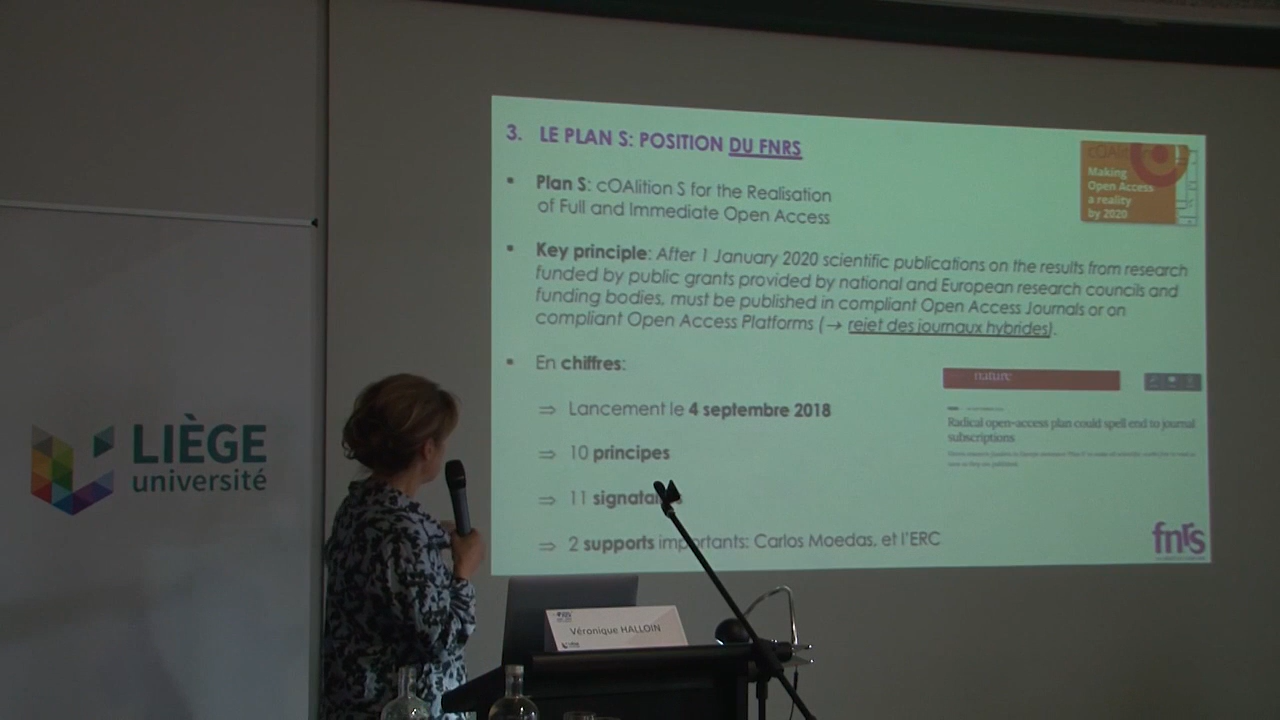 LIÈGE
université
3. LE PLAN S: POSITION DU FNRS
Plan S: cOAlition S for the Realisation
of Full and Immediate Open Access
cOAli
Making
Open Access
a reality
by 2020
Key principle: After 1 January 2020 scientific publications on the results from research
funded by public grants provided by national and European research councils and
funding bodies, must be published in compliant Open Access Journals or on
compliant Open Access Platforms (→ rejet des journaux hybrides).
En chiffres:
⇒ Lancement le 4 septembre 2018
⇒ 10 principes
⇒ 11 signata
⇒ 2 supports importants: Carlos Moedas, et l'ERC
nature
Radical open-access plan could spell end to journal
subscriptions
fnrs
Véronique HALLOIN